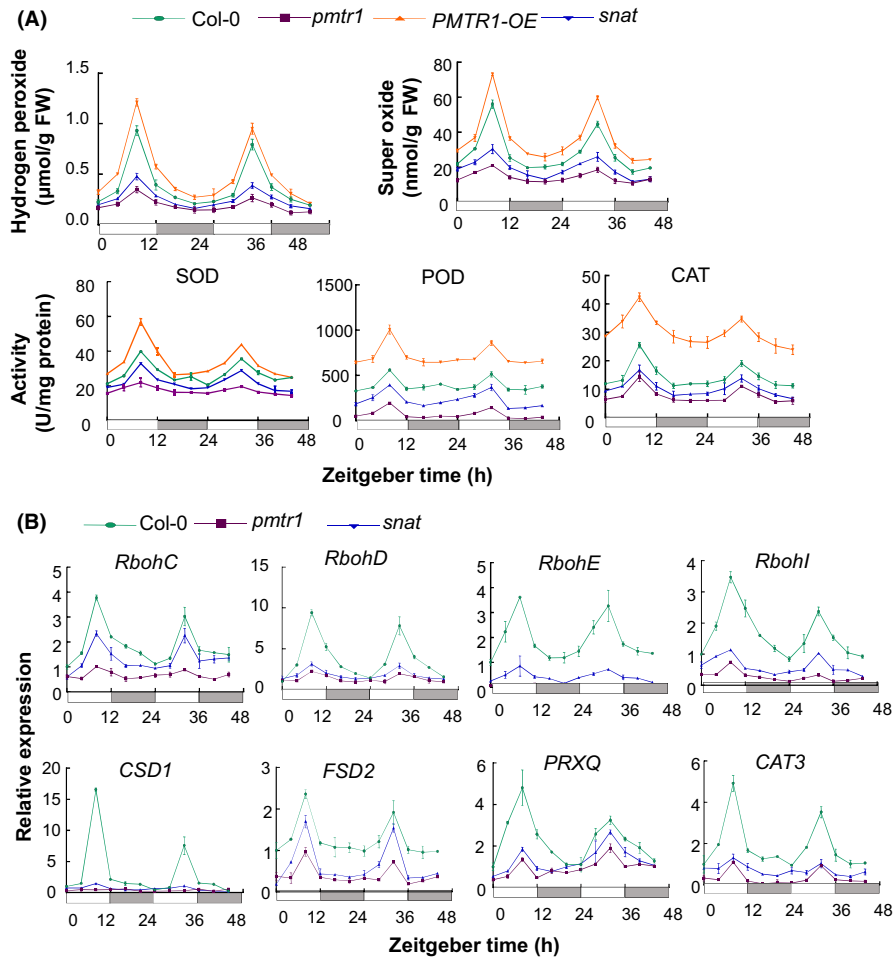 (A)
Col-0 pmtr1 PMTR1-OE snat
Hydrogen peroxide
(μmol/g FW)
1.5
1.0
0.5
0.0
0 12 24 36 48
Super oxide
(nmol/g FW)
80
60
40
20
0
0 12 24 36 48
Activity
(U/mg protein)
SOD
80
60
40
20
0
0 12 24 36 48
POD
1500
1000
500
0
0 12 24 36 48
CAT
50
40
30
20
10
0
0 12 24 36 48
Zeitgeber time (h)
(B)
Col-0 pmtr1 snat
Relative expression
RbohC
5
4
3
2
1
0
0 12 24 36 48
RbohD
15
10
5
0
0 12 24 36 48
RbohE
5
4
3
2
1
0
0 12 24 36 48
RbohI
4
3
2
1
0
0 12 24 36 48
CSD1
20
15
10
5
0
0 12 24 36 48
FSD2
3
2
1
0
0 12 24 36 48
PRXQ
6
4
2
0
0 12 24 36 48
CAT3
6
4
2
0
0 12 24 36 48
Zeitgeber time (h)